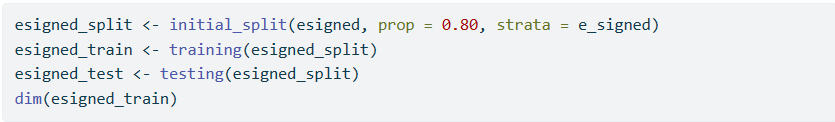 esigned_split <- initial_split(esigned, prop = 0.80, strata = e_signed)
esigned_train <- training(esigned_split)
esigned_test <- testing(esigned_split)
dim(esigned_train)